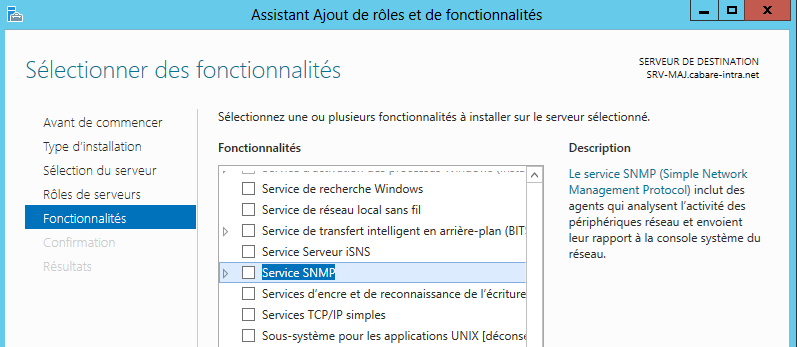 Assistant Ajout de rôles et de fonctionnalités
Sélectionner des fonctionnalités
SERVEUR DE DESTINATION
SRV-MAJ.cabare-intra.net
Avant de commencer
Type d'installation
Sélection du serveur
Rôles de serveurs
Fonctionnalités
Confirmation
Résultats
Sélectionnez une ou plusieurs fonctionnalités à installer sur le serveur sélectionné.
Fonctionnalités
Service de recherche Windows
Service de réseau local sans fil
Service de transfert intelligent en arrière-plan (BITS
Service Serveur iSNS
Service SNMP
Services d'encre et de reconnaissance de l'écriture
Services TCP/IP simples
Sous-système pour les applications UNIX [déconse
Description
Le service SNMP (Simple Network
Management Protocol) inclut des
agents qui analysent l'activité des
périphériques réseau et envoient
leur rapport à la console système du
réseau.